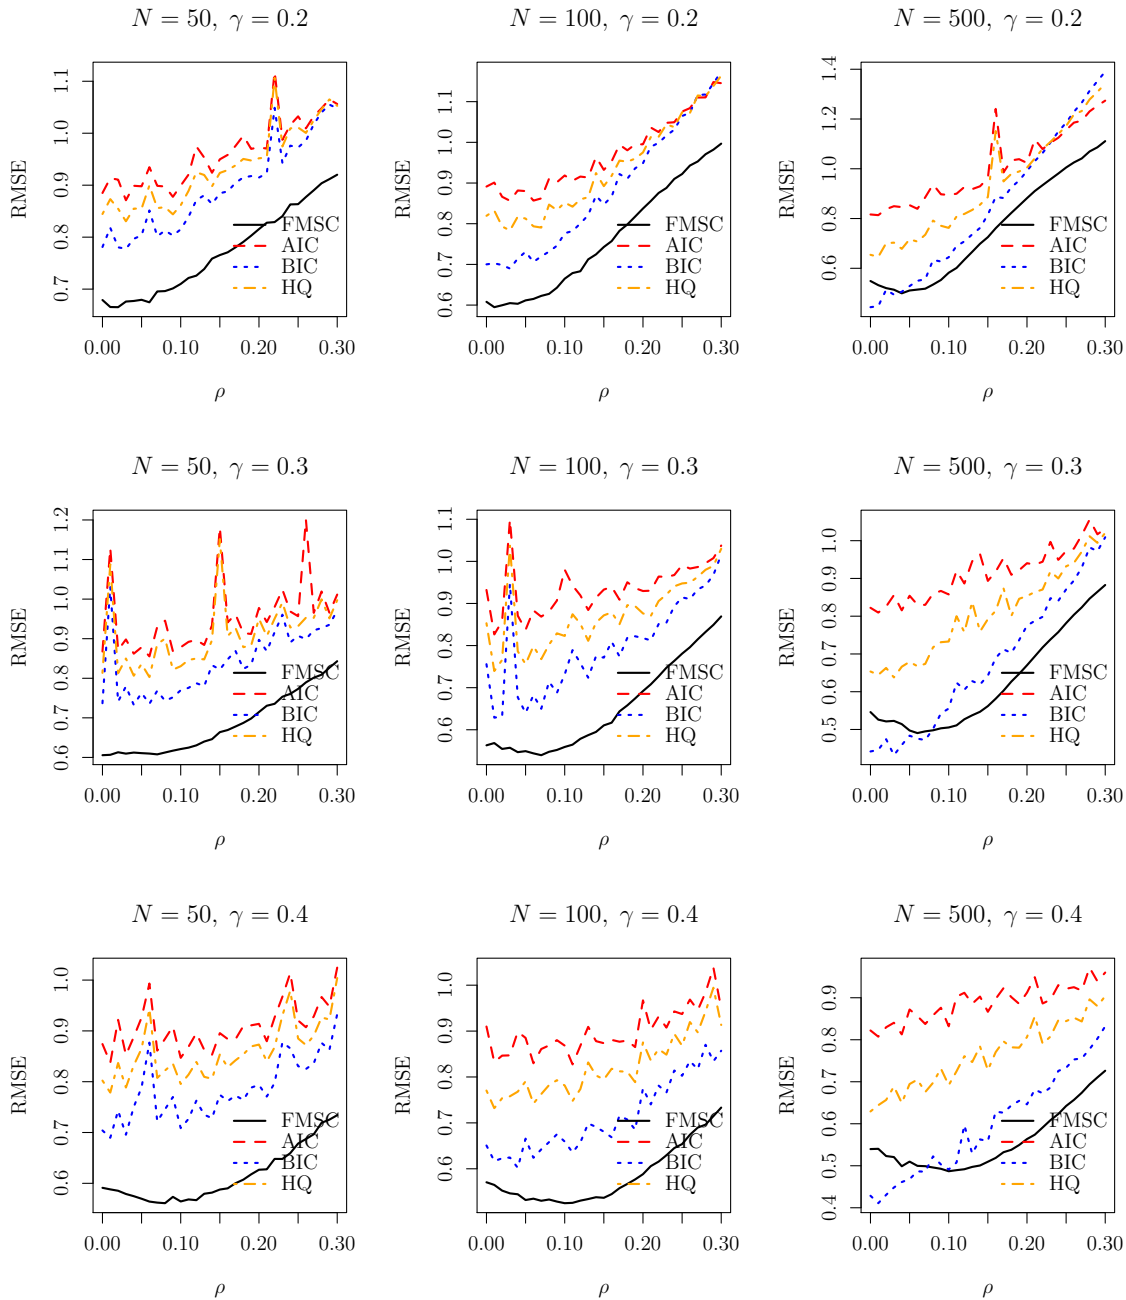 N = 50, γ = 0.2
RMSE
1.1
1.0
0.9
0.8
0.7
FMSC
AIC
BIC
HQ
0.00 0.10 0.20 0.30
ρ
N = 100, γ = 0.2
RMSE
1.1
1.0
0.9
0.8
0.7
0.6
FMSC
AIC
BIC
HQ
0.00 0.10 0.20 0.30
ρ
N = 500, γ = 0.2
RMSE
1.4
1.2
1.0
0.8
0.6
FMSC
AIC
BIC
HQ
0.00 0.10 0.20 0.30
ρ
N = 50, γ = 0.3
RMSE
1.2
1.1
1.0
0.9
0.8
0.7
0.6
FMSC
AIC
BIC
HQ
0.00 0.10 0.20 0.30
ρ
N = 100, γ = 0.3
RMSE
1.1
1.0
0.9
0.8
0.7
0.6
FMSC
AIC
BIC
HQ
0.00 0.10 0.20 0.30
ρ
N = 500, γ = 0.3
RMSE
1.0
0.9
0.8
0.7
0.6
0.5
FMSC
AIC
BIC
HQ
0.00 0.10 0.20 0.30
ρ
N = 50, γ = 0.4
RMSE
1.0
0.9
0.8
0.7
0.6
FMSC
AIC
BIC
HQ
0.00 0.10 0.20 0.30
ρ
N = 100, γ = 0.4
RMSE
1.0
0.9
0.8
0.7
0.6
FMSC
AIC
BIC
HQ
0.00 0.10 0.20 0.30
ρ
N = 500, γ = 0.4
RMSE
0.9
0.8
0.7
0.6
0.5
0.4
FMSC
AIC
BIC
HQ
0.00 0.10 0.20 0.30
ρ